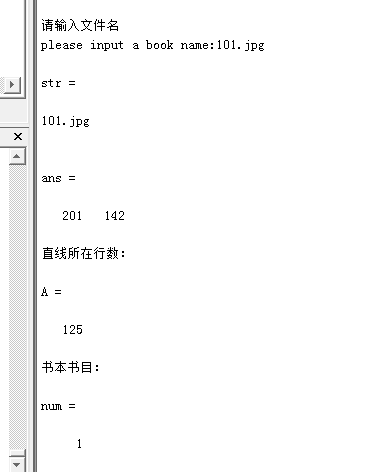 请输入文件名
please input a book name:101.jpg
str =
101.jpg
ans =
201 142
直线所在行数:
A =
125
书本书目:
num =
1